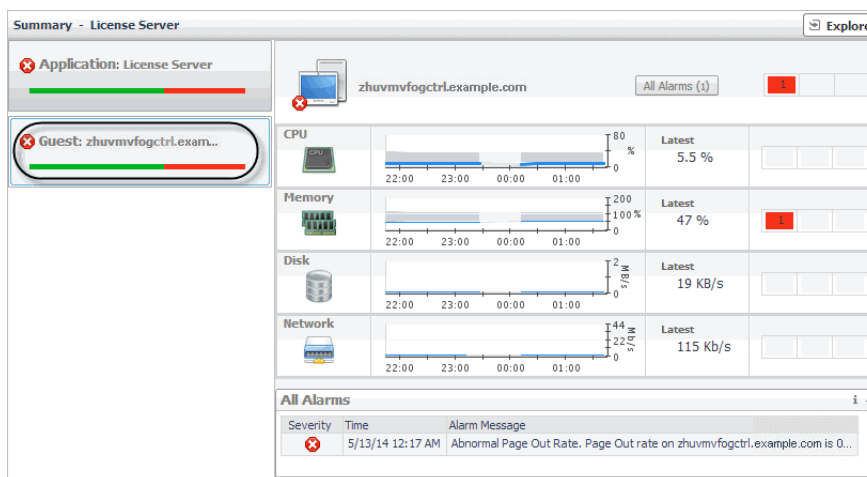 Summary - License Server
Explore
Application: License Server
Guest: zhuvmvfogctrl.exam...
zhuvmvfogctrl.example.com
All Alarms (1)
1
CPU
CPU
80
%
0
22:00 23:00 00:00 01:00
Latest
5.5 %
Memory
200
100 %
0
22:00 23:00 00:00 01:00
Latest
47 %
1
Disk
2
MB/s
0
22:00 23:00 00:00 01:00
Latest
19 KB/s
Network
44
22
Mb/s
0
22:00 23:00 00:00 01:00
Latest
115 Kb/s
All Alarms
i
Severity Time Alarm Message
5/13/14 12:17 AM Abnormal Page Out Rate. Page Out rate on zhuvmvfogctrl.example.com is 0...